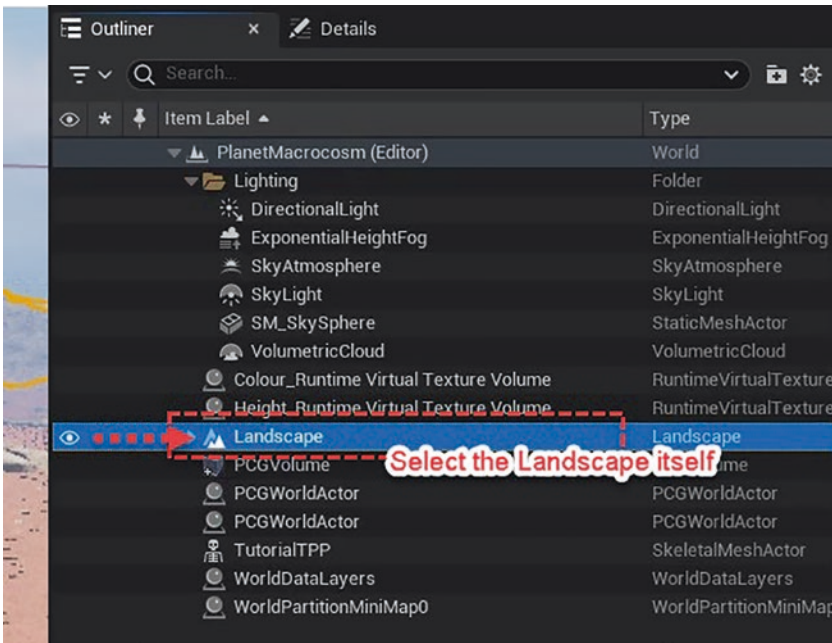 Outliner × Details
Search...
Item Label Type
PlanetMacrocosm (Editor) World
Lighting Folder
DirectionalLight DirectionalLight
ExponentialHeightFog ExponentialHeightFog
SkyAtmosphere SkyAtmosphere
SkyLight SkyLight
SM_SkySphere StaticMeshActor
VolumetricCloud VolumetricCloud
Colour_Runtime Virtual Texture Volume RuntimeVirtualTexture
Height_Runtime Virtual Texture Volume RuntimeVirtualTexture
Landscape Landscape
PCGVolume Select the Landscape itself ume
PCGWorldActor PCGWorldActor
PCGWorldActor PCGWorldActor
TutorialTPP SkeletalMeshActor
WorldDataLayers WorldDataLayers
WorldPartitionMiniMap0 WorldPartitionMiniMap